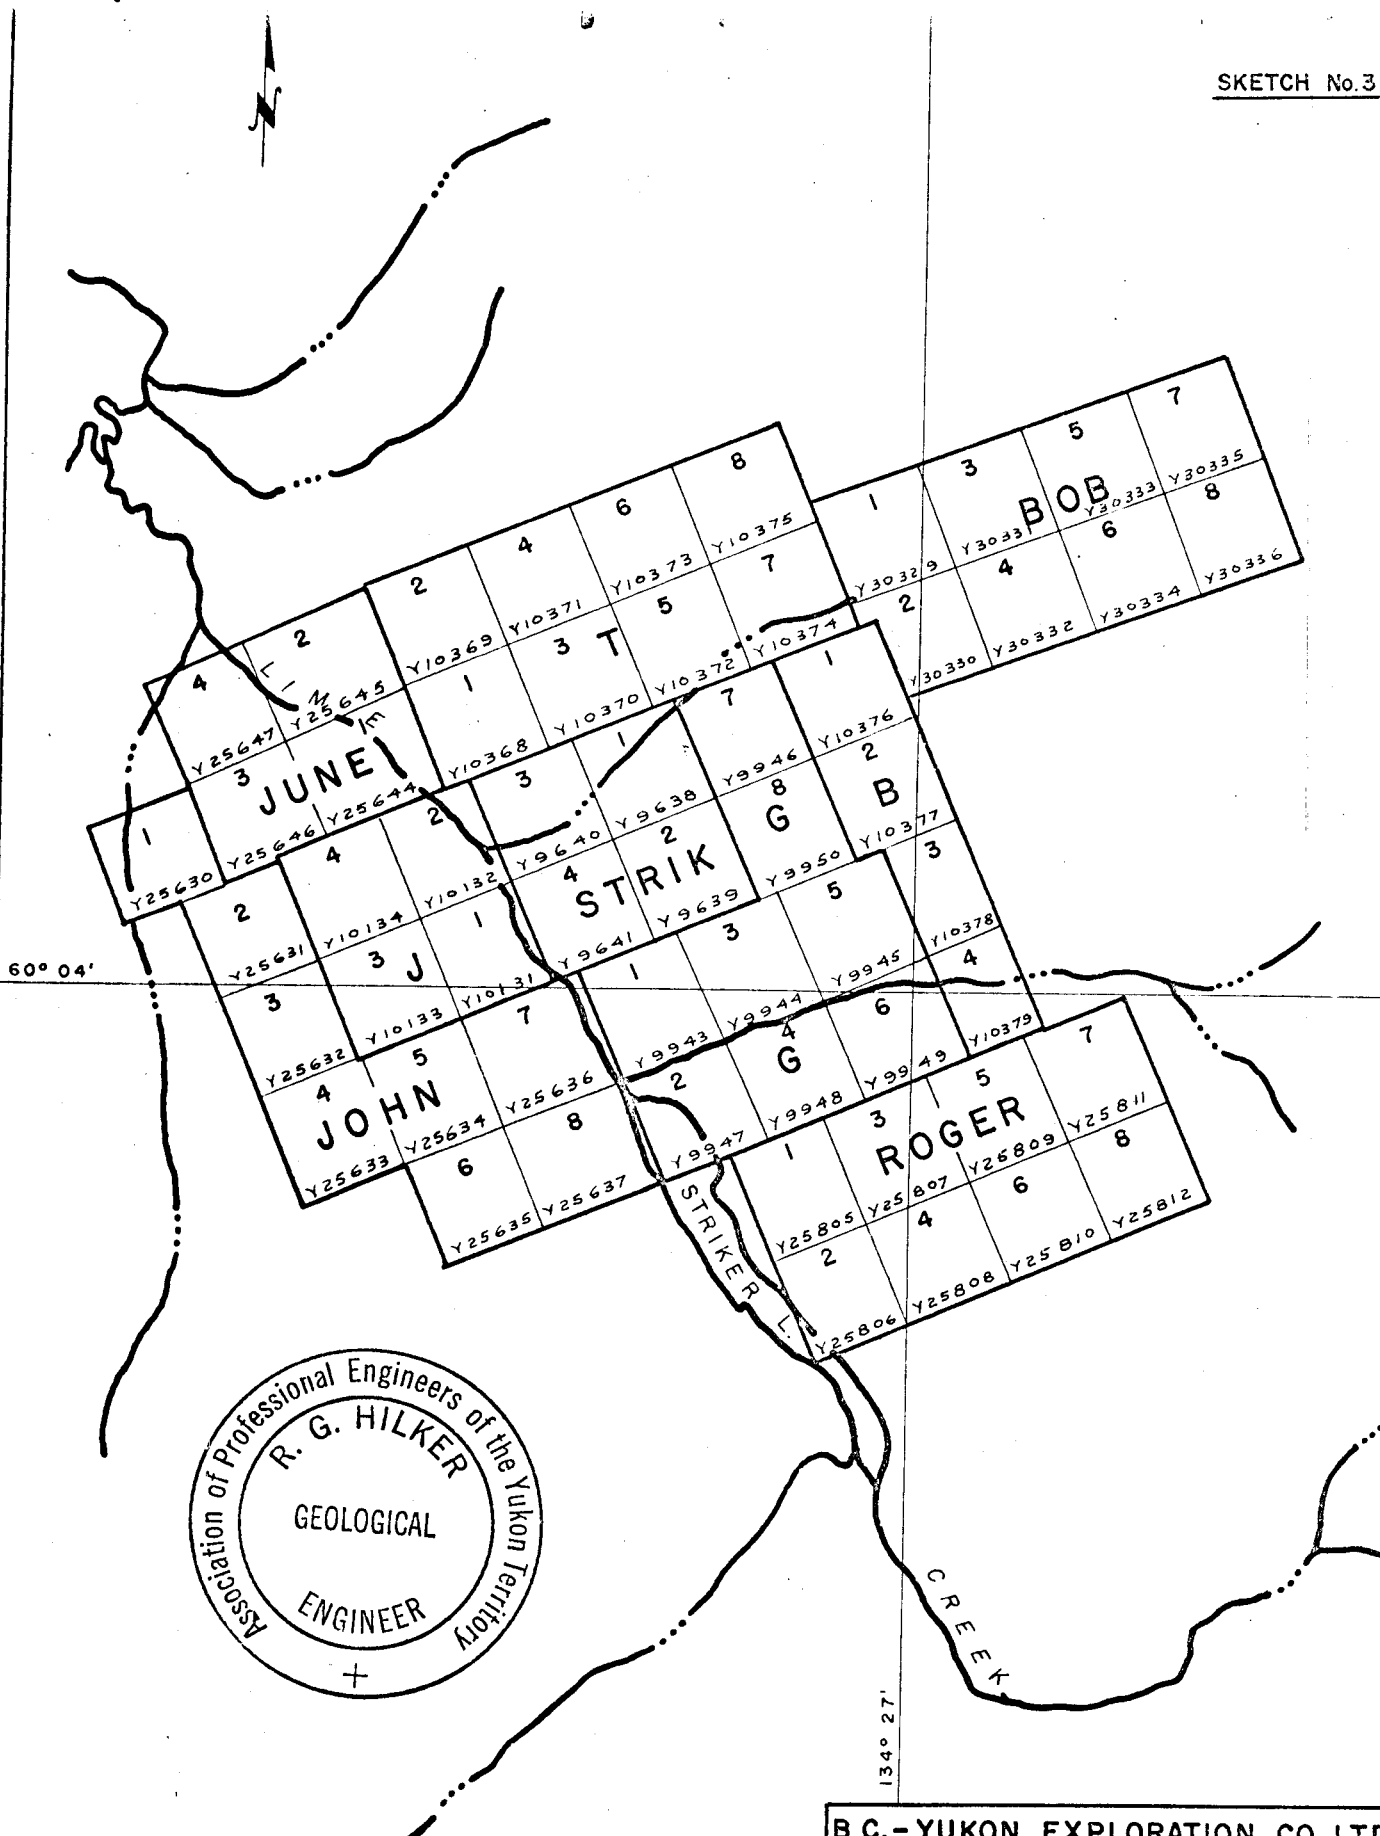 SKETCH No.3
N
7
5
3
1
BOB
Y30335
Y30333
Y3033
Y30329
8
6
4
2
Y30336
Y30334
Y30332
Y30330
8
6
4
2
Y10375
Y10373
Y10371
Y10369
7
5
3
1
T
Y10374
Y10372
Y10370
Y10368
2
4
LIME
Y25645
Y25647
3
JUNE
Y25644
Y25646
1
Y25630
1
Y10376
2
B
Y10377
3
Y10378
4
Y10379
7
Y9946
8
G
Y9950
1
3
Y9638
Y9640
2
4
STRIK
Y9639
Y9641
2
4
Y10132
Y10134
1
3
J
Y10131
Y10133
2
Y25631
3
Y25632
4
JOHN
Y25633
5
Y25634
7
Y25636
6
Y25635
8
Y25637
60° 04'
5
3
1
Y9945
Y9944
Y9943
6
4
2
G
Y9949
Y9948
Y9947
7
5
3
1
ROGER
Y25811
Y25809
Y25807
Y25805
8
6
4
2
Y25812
Y25810
Y25808
Y25806
STRIKER L.
CREEK
Association of Professional Engineers of the Yukon Territory
R. G. HILKER
GEOLOGICAL
ENGINEER
134° 27'
B.C.-YUKON EXPLORATION CO. LTD